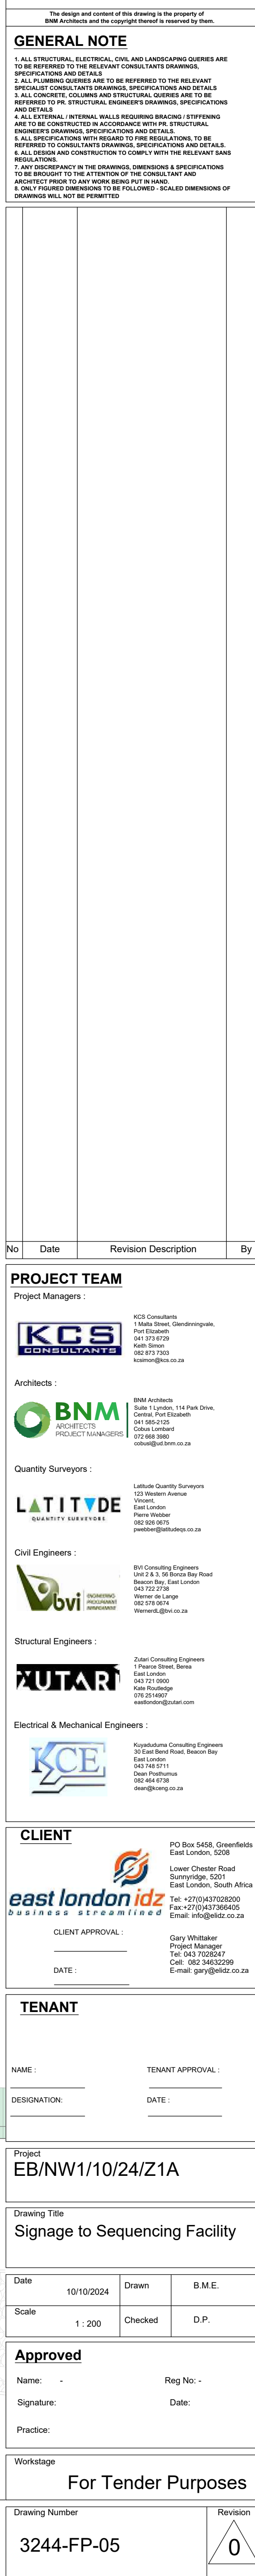 The design and content of this drawing is the property of
BNM Architects and the copyright thereof is reserved by them.
GENERAL NOTE
1. ALL STRUCTURAL, ELECTRICAL, CIVIL AND LANDSCAPING QUERIES ARE
TO BE REFERRED TO THE RELEVANT CONSULTANTS DRAWINGS,
SPECIFICATIONS AND DETAILS
2. ALL PLUMBING QUERIES ARE TO BE REFERRED TO THE RELEVANT
SPECIALIST CONSULTANTS DRAWINGS, SPECIFICATIONS AND DETAILS
3. ALL CONCRETE, COLUMNS AND STRUCTURAL QUERIES ARE TO BE
REFERRED TO PR. STRUCTURAL ENGINEER'S DRAWINGS, SPECIFICATIONS
AND DETAILS
4. ALL EXTERNAL / INTERNAL WALLS REQUIRING BRACING / STIFFENING
ARE TO BE CONSTRUCTED IN ACCORDANCE WITH PR. STRUCTURAL
ENGINEER'S DRAWINGS, SPECIFICATIONS AND DETAILS.
5. ALL SPECIFICATIONS WITH REGARD TO FIRE REGULATIONS, TO BE
REFERRED TO CONSULTANTS DRAWINGS, SPECIFICATIONS AND DETAILS.
6. ALL DESIGN AND CONSTRUCTION TO COMPLY WITH THE RELEVANT SANS
REGULATIONS.
7. ANY DISCREPANCY IN THE DRAWINGS, DIMENSIONS & SPECIFICATIONS
TO BE BROUGHT TO THE ATTENTION OF THE CONSULTANT AND
ARCHITECT PRIOR TO ANY WORK BEING PUT IN HAND.
8. ONLY FIGURED DIMENSIONS TO BE FOLLOWED - SCALED DIMENSIONS OF
DRAWINGS WILL NOT BE PERMITTED
No Date Revision Description By
PROJECT TEAM
Project Managers :
KCS
CONSULTANTS
KCS Consultants
1 Malta Street, Glendinningvale,
Port Elizabeth
041 373 6729
Keith Simon
082 873 7303
kcsimon@kcs.co.za
Architects :
BNM
ARCHITECTS
PROJECT MANAGERS
BNM Architects
Suite 1 Lyndon, 114 Park Drive,
Central, Port Elizabeth
041 585-2125
Cobus Lombard
072 668 3980
cobusl@ud.bnm.co.za
Quantity Surveyors :
LATITUDE
QUANTITY SURVEYORS
Latitude Quantity Surveyors
123 Western Avenue
Vincent,
East London
Pierre Webber
082 926 0675
pwebber@latitudeqs.co.za
Civil Engineers :
bvi
ENGINEERING
PROCUREMENT
MANAGEMENT
BVI Consulting Engineers
Unit 2 & 3, 56 Bonza Bay Road
Beacon Bay, East London
043 722 2738
Werner de Lange
082 578 0674
WernerdL@bvi.co.za
Structural Engineers :
ZUTARI
Zutari Consulting Engineers
1 Pearce Street, Berea
East London
043 721 0900
Kate Routledge
076 2514907
eastlondon@zutari.com
Electrical & Mechanical Engineers :
KCE
Kuyaduduma Consulting Engineers
30 East Bend Road, Beacon Bay
East London
043 748 5711
Dean Posthumus
082 464 6738
dean@kceng.co.za
CLIENT
east london idz
business streamlined
PO Box 5458, Greenfields
East London, 5208
Lower Chester Road
Sunnyridge, 5201
East London, South Africa
Tel: +27(0)437028200
Fax:+27(0)437366405
Email: info@elidz.co.za
Gary Whittaker
Project Manager
Tel: 043 7028247
Cell: 082 34632299
E-mail: gary@elidz.co.za
CLIENT APPROVAL :
DATE :
TENANT
NAME : TENANT APPROVAL :
DESIGNATION: DATE :
Project
EB/NW1/10/24/Z1A
Drawing Title
Signage to Sequencing Facility
Date 10/10/2024 Drawn B.M.E.
Scale 1 : 200 Checked D.P.
Approved
Name: - Reg No: -
Signature: Date:
Practice:
Workstage
For Tender Purposes
Drawing Number Revision
3244-FP-05 0